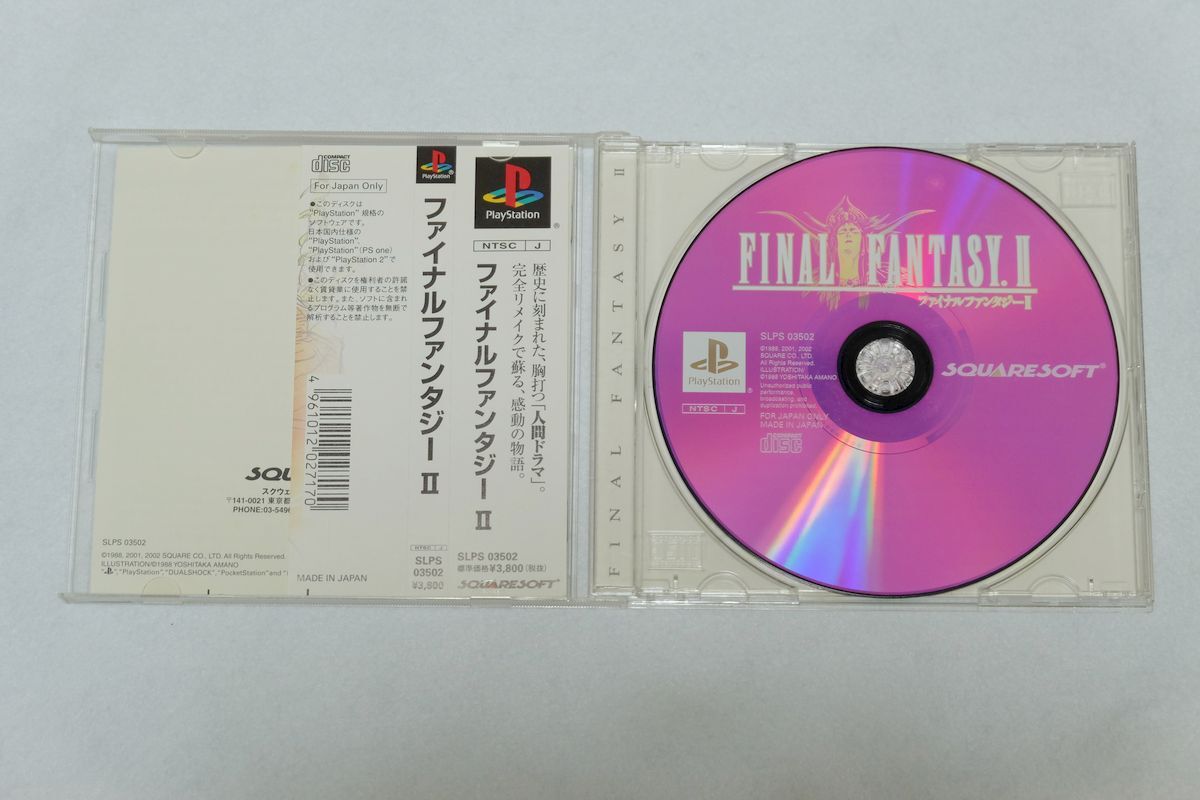 SQU
スクウェ
〒141-0021 東京都
PHONE:03-5496
SLPS 03502
©1988, 2001, 2002 SQUARE CO., LTD. All Rights Reserved.
ILLUSTRATION/©1988 YOSHITAKA AMANO
"PlayStation", "DUALSHOCK", "PocketStation" and "
COMPACT
disc
For Japan Only
●このディスクは
"PlayStation" 規格の
ソフトウェアです。
日本国内仕様の
"PlayStation",
"PlayStation"(PS one)
および"PlayStation 2"で
使用できます。
●このディスクを権利者の許諾
なく賃貸業に使用することを禁
止します。また、ソフトに含まれ
るプログラム等著作物を無断で
解析することを禁止します。
4961012027170
MADE IN JAPAN
PlayStation
ファイナルファンタジー II
NTSC J
SLPS
03502
¥3,800
PlayStation®
NTSC J
歴史に刻まれた、胸打つ「人間ドラマ」。
完全リメイクで蘇る、感動の物語。
ファイナルファンタジー II
SLPS 03502
標準価格¥3,800(税抜)
SQUARESOFT®
FINAL FANTASY II
FINAL FANTASY. II
ファイナルファンタジーII
SLPS 03502
©1988, 2001, 2002
SQUARE CO., LTD.
All Rights Reserved.
ILLUSTRATION/
©1988 YOSHITAKA AMANO
Unauthorized public
performance,
broadcasting, and
duplication prohibited.
FOR JAPAN ONLY
MADE IN JAPAN
COMPACT
disc
PlayStation®
NTSC J
SQUARESOFT®